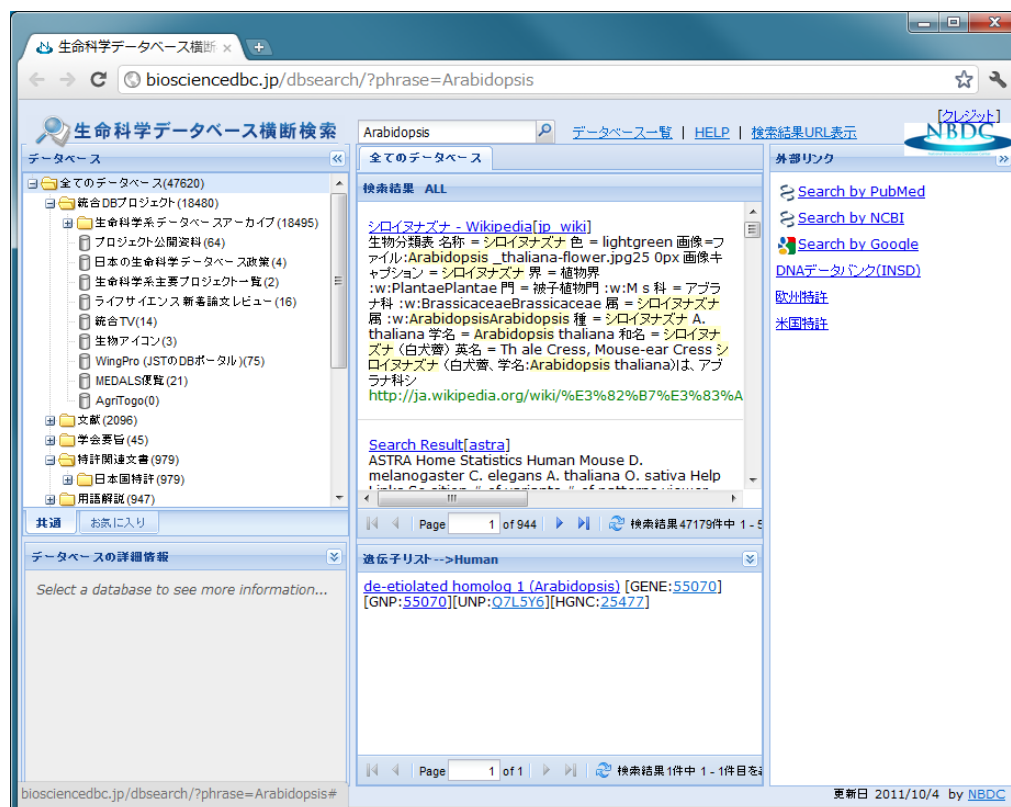 生命科学データベース横断
biosciencedbc.jp/dbsearch/?phrase=Arabidopsis
生命科学データベース横断検索
Arabidopsis
データベース一覧 | HELP | 検索結果URL表示
[クレジット]
NBDC
データベース
全てのデータベース(47620)
統合DBプロジェクト(18480)
生命科学系データベースアーカイブ(18495)
プロジェクト公開資料(64)
日本の生命科学データベース政策(4)
生命科学系主要プロジェクト一覧(2)
ライフサイエンス新着論文レビュー(16)
統合TV(14)
生物アイコン(3)
WingPro (JSTのDBポータル)(75)
MEDALS便覧(21)
AgriTogo(0)
文献(2096)
学会要旨(45)
特許関連文書(979)
日本国特許(979)
用語解説(947)
共通 お気に入り
データベースの詳細情報
Select a database to see more information...
全てのデータベース
検索結果 ALL
シロイヌナズナ - Wikipedia[jp_wiki]
生物分類表 名称 = シロイヌナズナ 色 = lightgreen 画像=フ
ァイル:Arabidopsis _thaliana-flower.jpg25 0px 画像キ
ャプション = シロイヌナズナ 界 = 植物界
:w:PlantaePlantae 門 = 被子植物門 :w:M s 科 = アブラ
ナ科 :w:BrassicaceaeBrassicaceae 属 = シロイヌナズナ
属 :w:ArabidopsisArabidopsis 種 = シロイヌナズナ A.
thaliana 学名 = Arabidopsis thaliana 和名 = シロイヌナ
ズナ (白犬薺) 英名 = Th ale Cress, Mouse-ear Cress シ
ロイヌナズナ (白犬薺、学名:Arabidopsis thaliana)は、アブ
ラナ科シ
http://ja.wikipedia.org/wiki/%E3%82%B7%E3%83%A
Search Result[astra]
ASTRA Home Statistics Human Mouse D.
melanogaster C. elegans A. thaliana O. sativa Help
Page 1 of 944 検索結果47179件中 1 - 5
遺伝子リスト-->Human
de-etiolated homolog 1 (Arabidopsis) [GENE:55070]
[GNP:55070][UNP:Q7L5Y6][HGNC:25477]
Page 1 of 1 検索結果1件中 1 - 1件目を
外部リンク
Search by PubMed
Search by NCBI
Search by Google
DNAデータバンク(INSD)
欧州特許
米国特許
biosciencedbc.jp/dbsearch/?phrase=Arabidopsis#
更新日 2011/10/4 by NBDC